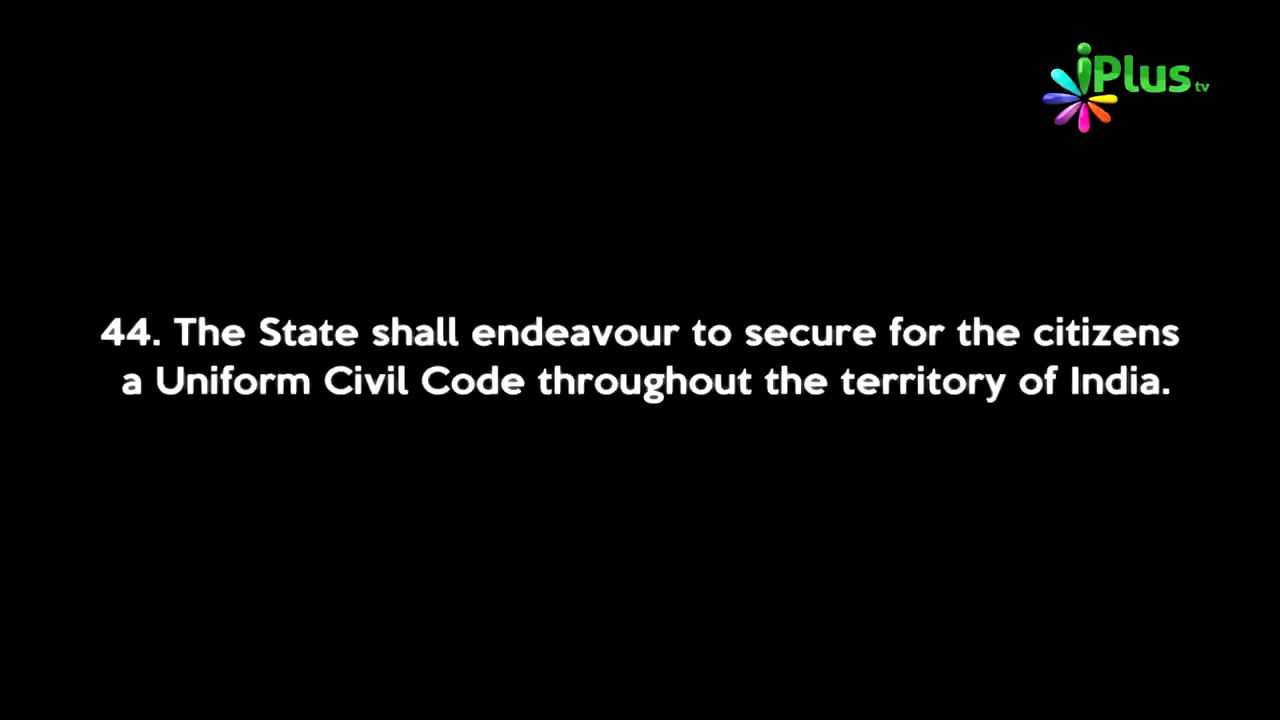 iPlus tv
44. The State shall endeavour to secure for the citizens
a Uniform Civil Code throughout the territory of India.